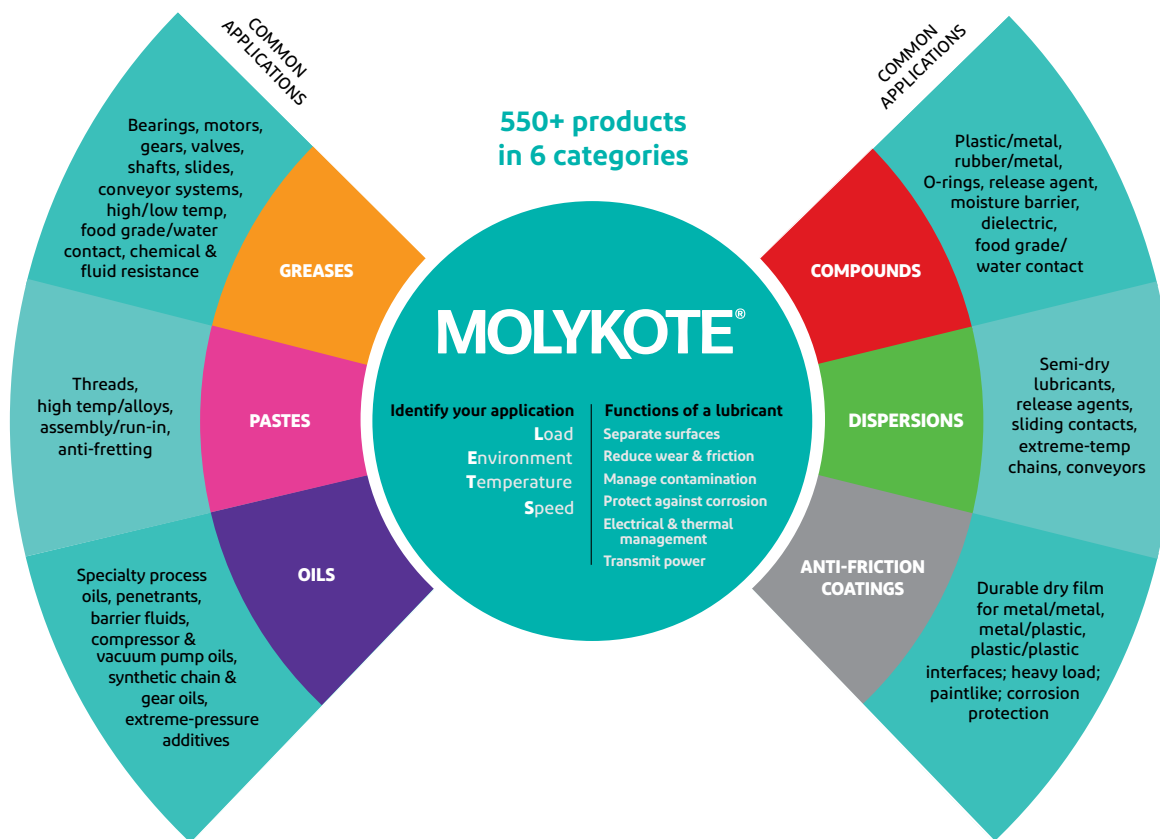 COMMON
APPLICATIONS
Bearings, motors,
gears, valves,
shafts, slides,
conveyor systems,
high/low temp,
food grade/water
contact, chemical &
fluid resistance
GREASES
Threads,
high temp/alloys,
assembly/run-in,
anti-fretting
PASTES
Specialty process
oils, penetrants,
barrier fluids,
compressor &
vacuum pump oils,
synthetic chain &
gear oils,
extreme-pressure
additives
OILS
550+ products
in 6 categories
MOLYKOTE®
Identify your application
Load
Environment
Temperature
Speed
Functions of a lubricant
Separate surfaces
Reduce wear & friction
Manage contamination
Protect against corrosion
Electrical & thermal
management
Transmit power
COMMON
APPLICATIONS
COMPOUNDS
Plastic/metal,
rubber/metal,
O-rings, release agent,
moisture barrier,
dielectric,
food grade/
water contact
DISPERSIONS
Semi-dry
lubricants,
release agents,
sliding contacts,
extreme-temp
chains, conveyors
ANTI-FRICTION
COATINGS
Durable dry film
for metal/metal,
metal/plastic,
plastic/plastic
interfaces; heavy load;
paintlike; corrosion
protection